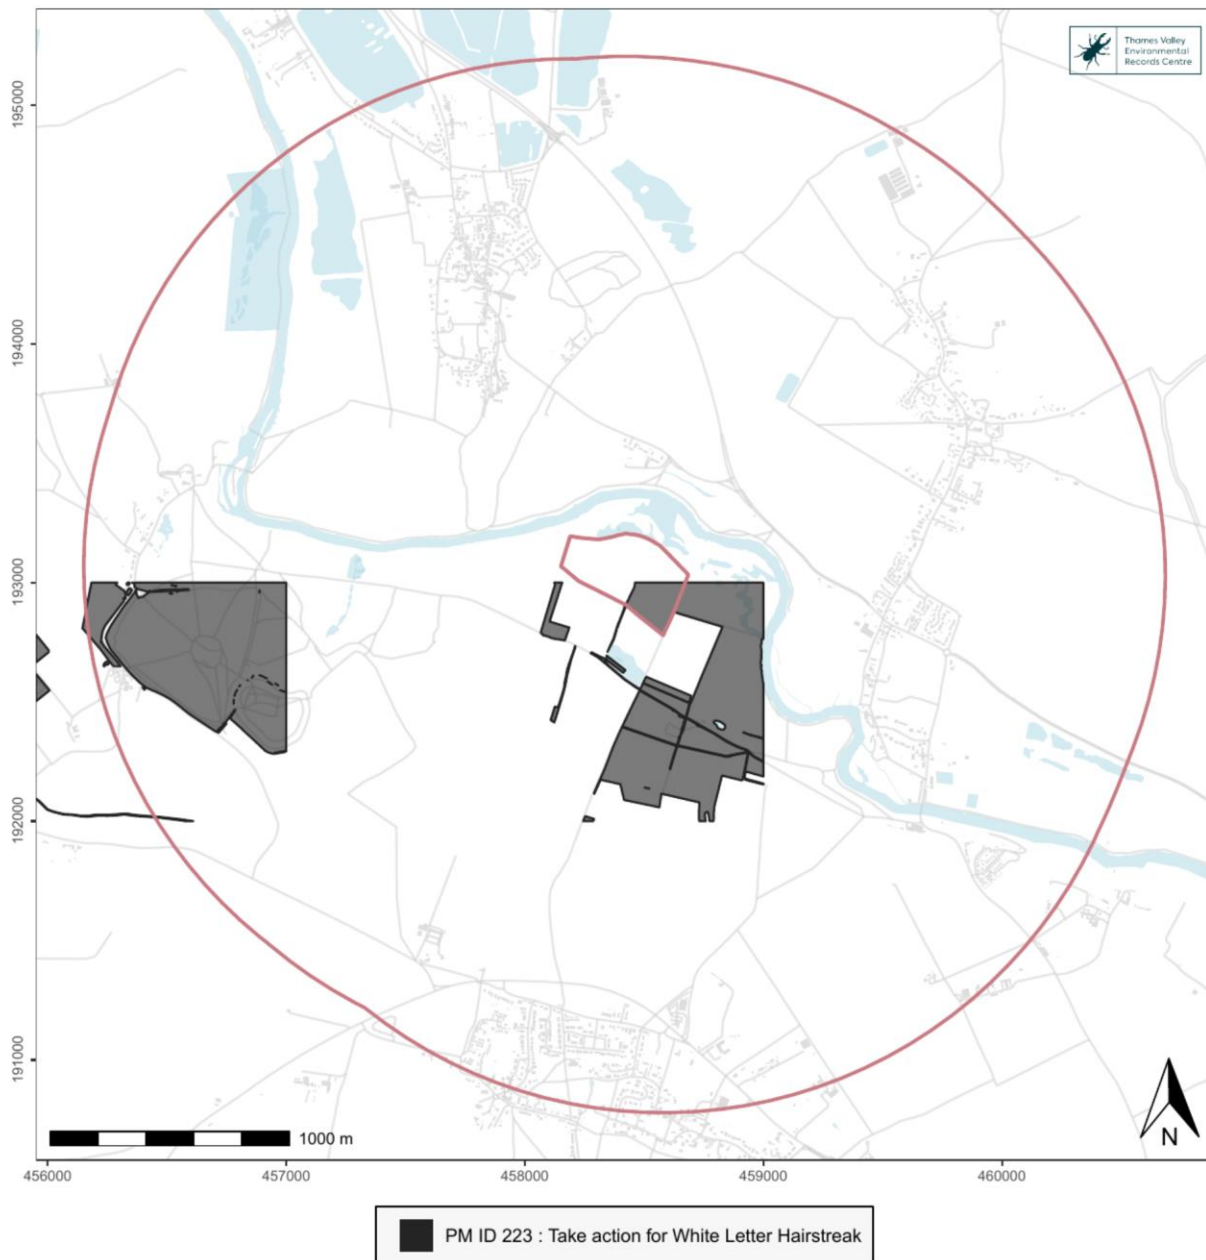 Thames Valley
Environmental
Records Centre
195000
194000
193000
192000
191000
1000 m
N
456000 457000 458000 459000 460000
PM ID 223 : Take action for White Letter Hairstreak